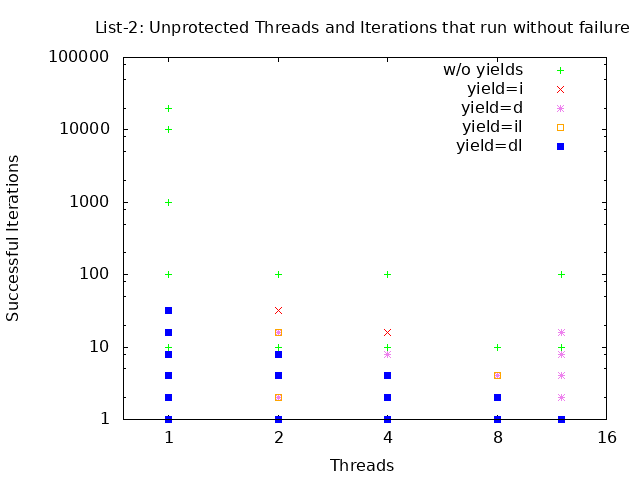 List-2: Unprotected Threads and Iterations that run without failure
100000
10000
1000
100
10
1
Successful Iterations
w/o yields
yield=i
yield=d
yield=il
yield=dl
1 2 4 8 16
Threads